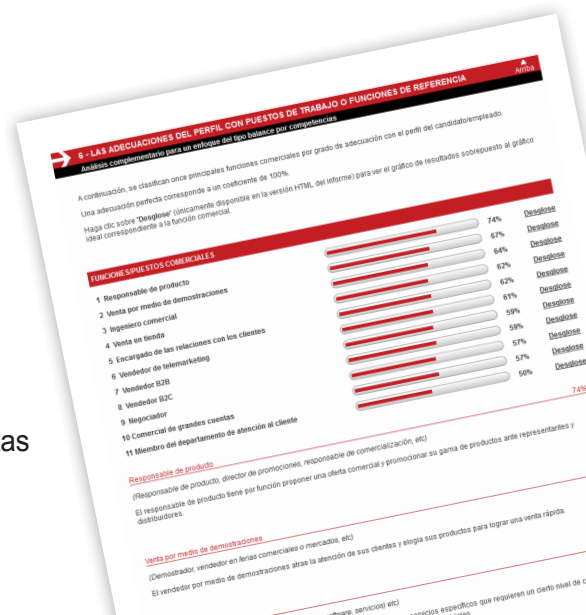 Arriba
6 - LAS ADECUACIONES DEL PERFIL CON PUESTOS DE TRABAJO O FUNCIONES DE REFERENCIA
Análisis complementario para un enfoque del tipo balance por competencias
A continuación, se clasifican once principales funciones comerciales por grado de adecuación con el perfil del candidato/empleado.
Una adecuación perfecta corresponde a un coeficiente de 100%.
Haga clic sobre "Desglose" (únicamente disponible en la versión HTML del informe) para ver el gráfico de resultados sobrepuesto al gráfico
ideal correspondiente a la función comercial.
FUNCIONES/PUESTOS COMERCIALES
1 Responsable de producto 74% Desglose
2 Venta por medio de demostraciones 67% Desglose
3 Ingeniero comercial 64% Desglose
4 Venta en tienda 62% Desglose
5 Encargado de las relaciones con los clientes 62% Desglose
6 Vendedor de telemarketing 61% Desglose
7 Vendedor B2B 59% Desglose
8 Vendedor B2C 59% Desglose
9 Negociador 57% Desglose
10 Comercial de grandes cuentas 57% Desglose
11 Miembro del departamento de atención al cliente 50% Desglose
as
Responsable de producto 74%
(Responsable de producto, director de promociones, responsable de comercialización, etc)
El responsable de producto tiene por función proponer una oferta comercial y promocionar su gama de productos ante representantes y
distribuidores.
Venta por medio de demostraciones
(Demostrador, vendedor en ferias comerciales o mercados, etc)
El vendedor por medio de demostraciones atrae la atención de sus clientes y elogia sus productos para lograr una venta rápida.
servicios) etc)
servicios específicos que requieren un cierto nivel de